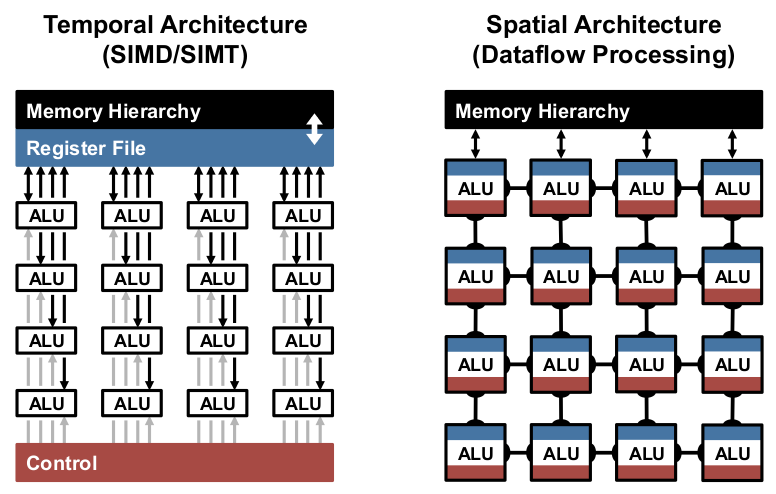 Temporal Architecture
(SIMD/SIMT)
Memory Hierarchy
Register File
ALU ALU ALU ALU
ALU ALU ALU ALU
ALU ALU ALU ALU
ALU ALU ALU ALU
Control
Spatial Architecture
(Dataflow Processing)
Memory Hierarchy
ALU ALU ALU ALU
ALU ALU ALU ALU
ALU ALU ALU ALU
ALU ALU ALU ALU